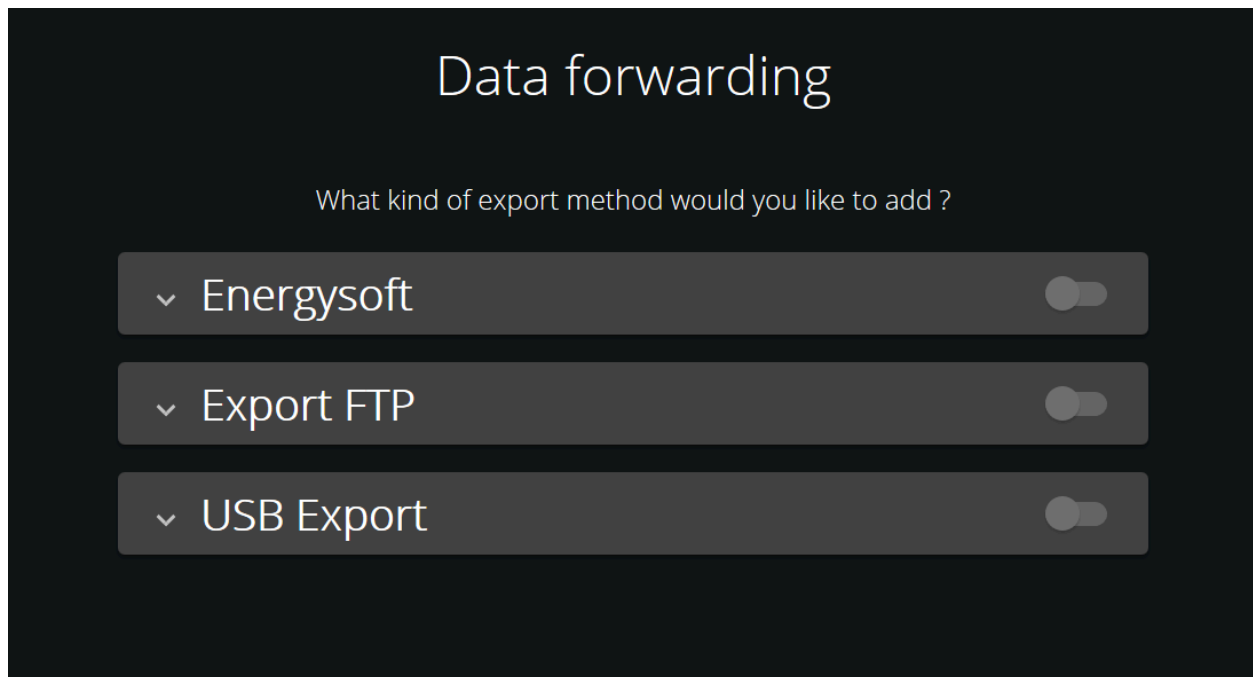 Data forwarding
What kind of export method would you like to add ?
Energysoft
Export FTP
USB Export